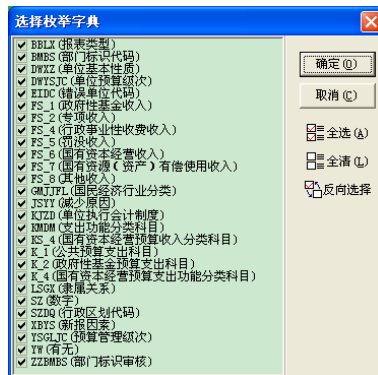 选择枚举字典
BBLX(报表类型)
BMBS(部门标识代码)
DWXZ(单位基本性质)
DWYSJC(单位预算级次)
EIDC(错误单位代码)
FS_1(政府性基金收入)
FS_2(专项收入)
FS_4(行政事业性收费收入)
FS_5(罚没收入)
FS_6(国有资本经营收入)
FS_7(国有资源(资产)有偿使用收入)
FS_8(其他收入)
GMJJFL(国民经济行业分类)
JSYY(减少原因)
KJZD(单位执行会计制度)
KMDM(支出功能分类科目)
KS_4(国有资本经营预算收入分类科目)
K_1(公共预算支出科目)
K_2(政府性基金预算支出科目)
K_4(国有资本经营预算支出功能分类科目)
LSGX(隶属关系)
SZ(数字)
SZDQ(行政区划代码)
XBYS(新报因素)
YSGLJC(预算管理级次)
YW(有无)
ZZBMBS(部门标识审核)
确定(O)
取消(C)
全选(A)
全清(L)
反向选择